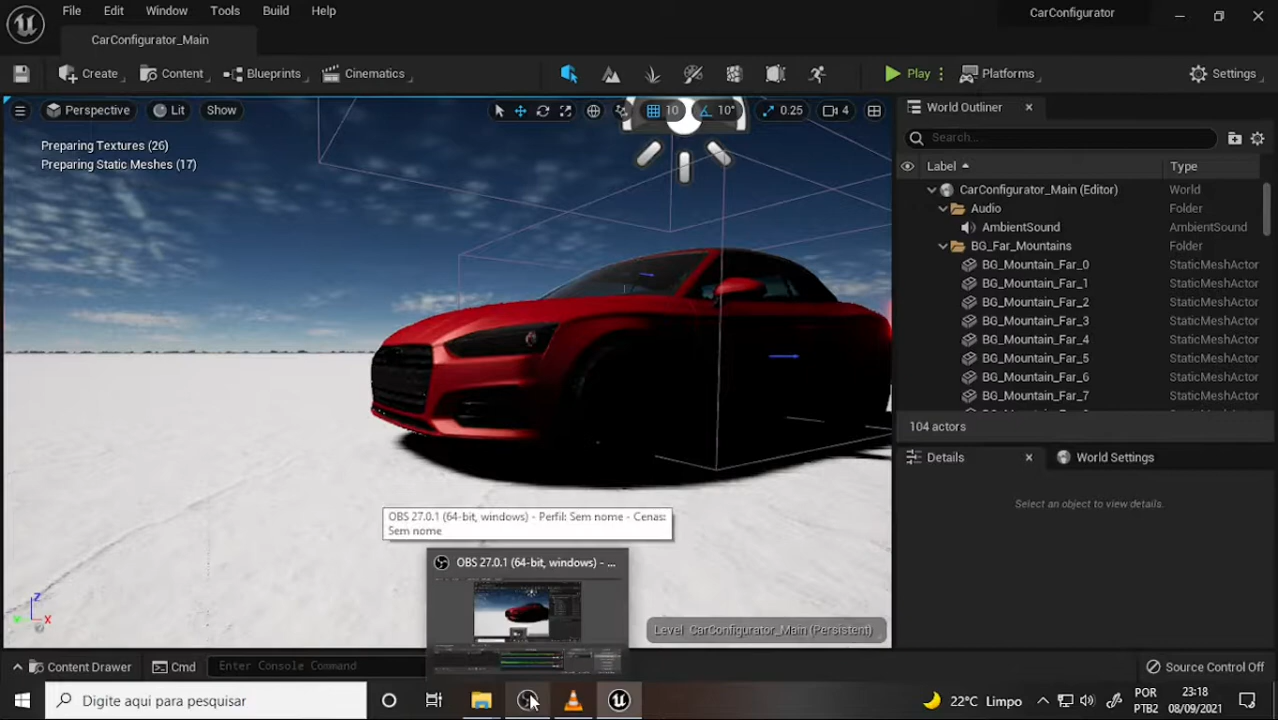 File Edit Window Tools Build Help CarConfigurator
CarConfigurator_Main
Create Content Blueprints Cinematics Play Platforms Settings
Perspective Lit Show 10 10° 0.25 4
World Outliner
Preparing Textures (26)
Preparing Static Meshes (17)
Search...
Label Type
CarConfigurator_Main (Editor) World
Audio Folder
AmbientSound AmbientSound
BG_Far_Mountains Folder
BG_Mountain_Far_0 StaticMeshActor
BG_Mountain_Far_1 StaticMeshActor
BG_Mountain_Far_2 StaticMeshActor
BG_Mountain_Far_3 StaticMeshActor
BG_Mountain_Far_4 StaticMeshActor
BG_Mountain_Far_5 StaticMeshActor
BG_Mountain_Far_6 StaticMeshActor
BG_Mountain_Far_7 StaticMeshActor
104 actors
Details World Settings
Select an object to view details.
OBS 27.0.1 (64-bit, windows) - Perfil: Sem nome - Cenas:
Sem nome
OBS 27.0.1 (64-bit, windows) - ...
Z
Y X
Level CarConfigurator_Main (Persistent)
Content Drawer Cmd Enter Console Command Source Control Off
Digite aqui para pesquisar 22°C Limpo
POR
PTB2
23:18
08/09/2021